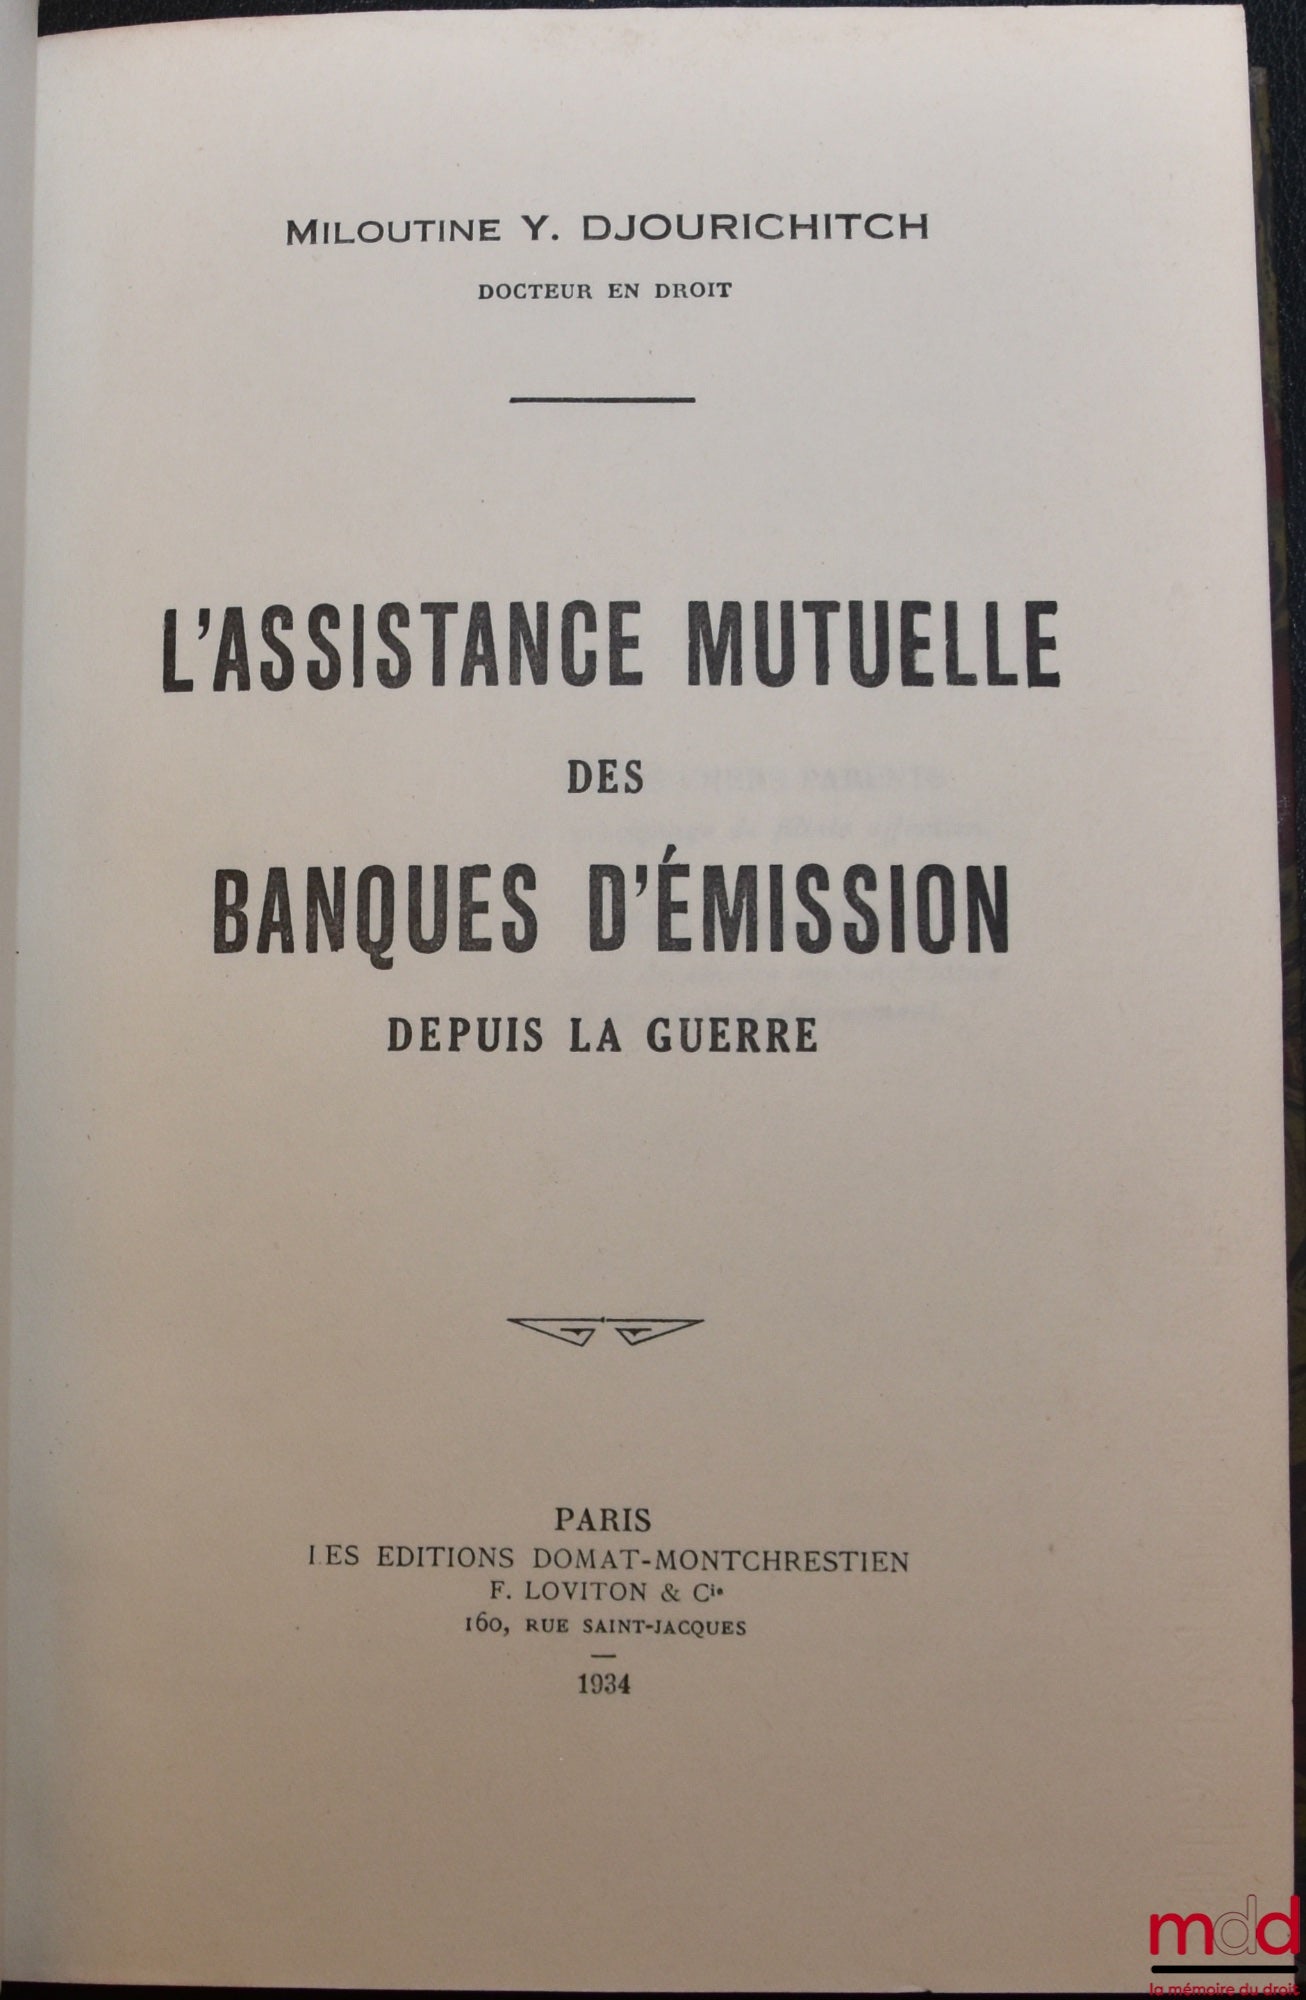 MILOUTINE Y. DJOURICHITCH
DOCTEUR EN DROIT
L'ASSISTANCE MUTUELLE
DES
BANQUES D'ÉMISSION
DEPUIS LA GUERRE
PARIS
LES EDITIONS DOMAT-MONTCHRESTIEN
F. LOVITON & Cie
160, RUE SAINT-JACQUES
1934
mdd
la mémoire du droit